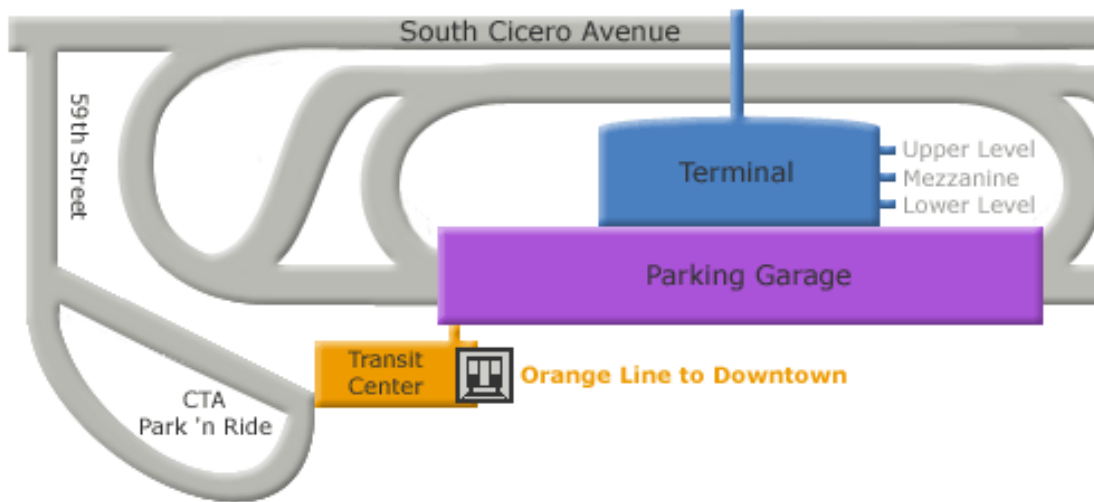 South Cicero Avenue
59th Street
Terminal
Upper Level
Mezzanine
Lower Level
Parking Garage
Transit
Center
Orange Line to Downtown
CTA
Park 'n Ride